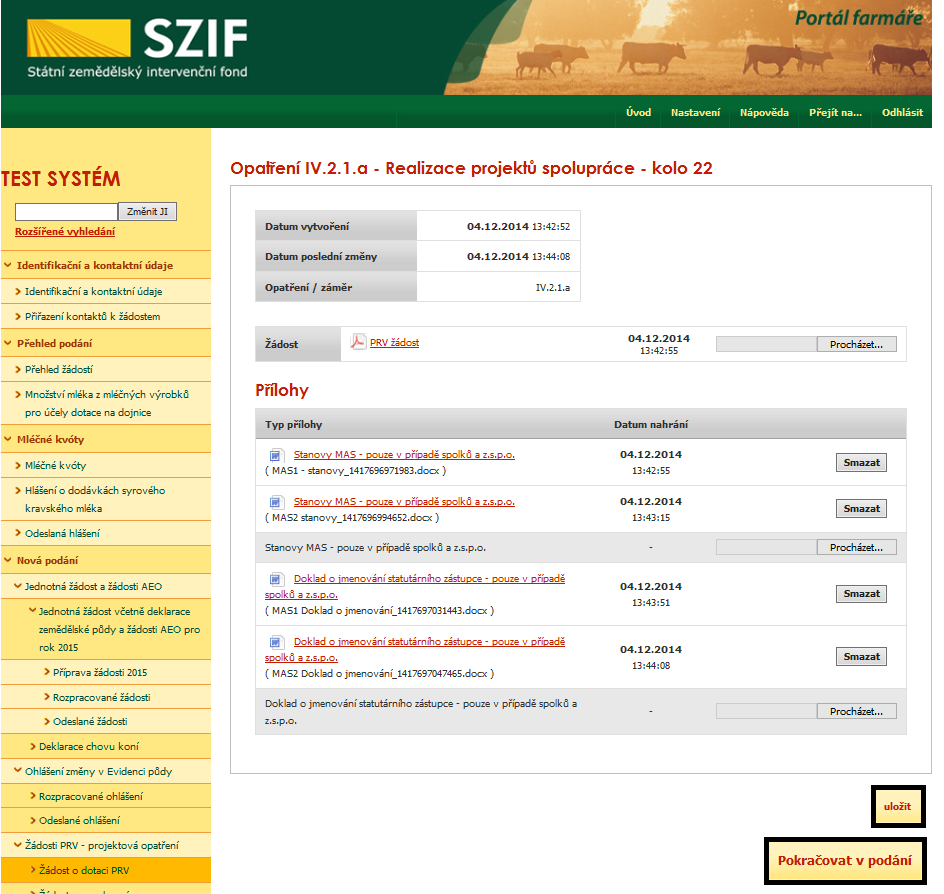 SZIF
Státní zemědělský intervenční fond
Portál farmáře
Úvod
Nastavení
Nápověda
Přejít na...
Odhlásit
TEST SYSTÉM
Změnit JI
Rozšířené vyhledání
Identifikační a kontaktní údaje
Identifikační a kontaktní údaje
Přiřazení kontaktů k žádostem
Přehled podání
Přehled žádostí
Množství mléka z mléčných výrobků
pro účely dotace na dojnice
Mléčné kvóty
Mléčné kvóty
Hlášení o dodávkách syrového
kravského mléka
Odeslaná hlášení
Nová podání
Jednotná žádost a žádosti AEO
Jednotná žádost včetně deklarace
zemědělské půdy a žádosti AEO pro
rok 2015
Příprava žádosti 2015
Rozpracované žádosti
Odeslané žádosti
Deklarace chovu koní
Ohlášení změny v Evidenci půdy
Rozpracované ohlášení
Odeslané ohlášení
Žádosti PRV - projektová opatření
Žádost o dotaci PRV
Opatření IV.2.1.a - Realizace projektů spolupráce - kolo 22
Datum vytvoření 04.12.2014 13:42:52
Datum poslední změny 04.12.2014 13:44:08
Opatření / záměr IV.2.1.a
Žádost PRV žádost 04.12.2014 Procházet...
13:42:55
Přílohy
Typ přílohy Datum nahrání
Stanovy MAS - pouze v případě spolků a z.s.p.o. 04.12.2014 Smazat
( MAS1 - stanovy_1417696971983.docx ) 13:42:55
Stanovy MAS - pouze v případě spolků a z.s.p.o. 04.12.2014 Smazat
( MAS2 stanovy_1417696994652.docx ) 13:43:15
Stanovy MAS - pouze v případě spolků a z.s.p.o. - Procházet...
Doklad o jmenování statutárního zástupce - pouze v případě 04.12.2014 Smazat
spolků a z.s.p.o.
( MAS1 Doklad o jmenování_1417697031443.docx ) 13:43:51
Doklad o jmenování statutárního zástupce - pouze v případě 04.12.2014 Smazat
spolků a z.s.p.o.
( MAS2 Doklad o jmenování_1417697047465.docx ) 13:44:08
Doklad o jmenování statutárního zástupce - pouze v případě spolků a - Procházet...
z.s.p.o.
uložit
Pokračovat v podání